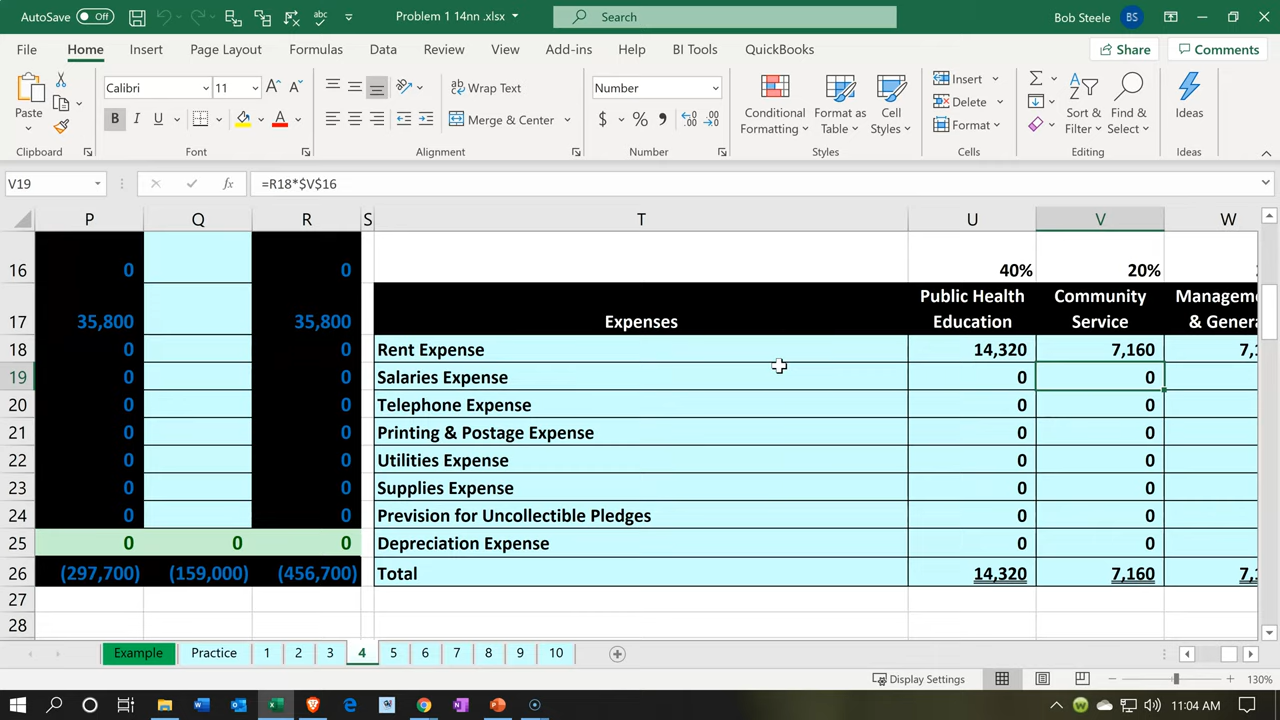 AutoSave Off Problem 1 14nn .xlsx Search Bob Steele BS
File Home Insert Page Layout Formulas Data Review View Add-ins Help BI Tools QuickBooks Share Comments
Calibri 11 Wrap Text Number Insert
Paste Conditional Formatting Format as Table Cell Styles Delete Sort & Filter Find & Select Ideas
B I U Merge & Center $ % Format
Clipboard Font Alignment Number Styles Cells Editing Ideas
V19 fx =R18*$V$16
P Q R S T U V W
16 0 0 40% 20%
Public Health Community Manageme
17 35,800 35,800 Expenses Education Service & Genera
18 0 0 Rent Expense 14,320 7,160 7,1
19 0 0 Salaries Expense 0 0
20 0 0 Telephone Expense 0 0
21 0 0 Printing & Postage Expense 0 0
22 0 0 Utilities Expense 0 0
23 0 0 Supplies Expense 0 0
24 0 0 Prevision for Uncollectible Pledges 0 0
25 0 0 0 Depreciation Expense 0 0
26 (297,700) (159,000) (456,700) Total 14,320 7,160 7,1
27
28
Example Practice 1 2 3 4 5 6 7 8 9 10
Display Settings 130%
11:04 AM